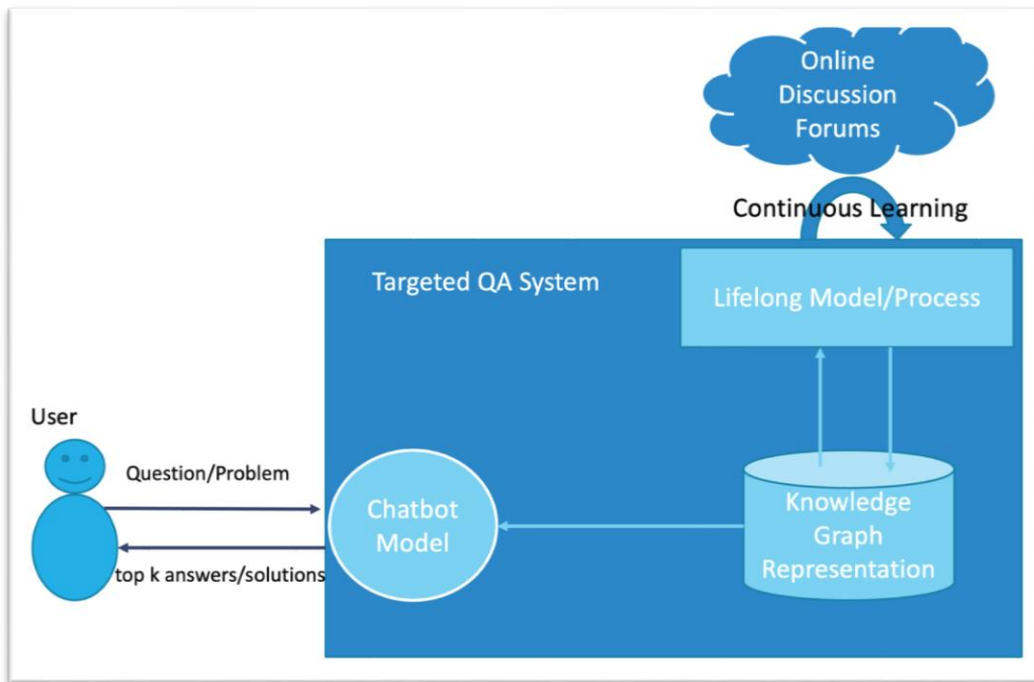 Online
Discussion
Forums
Continuous Learning
Targeted QA System
Lifelong Model/Process
User
Question/Problem
Chatbot
Model
top k answers/solutions
Knowledge
Graph
Representation